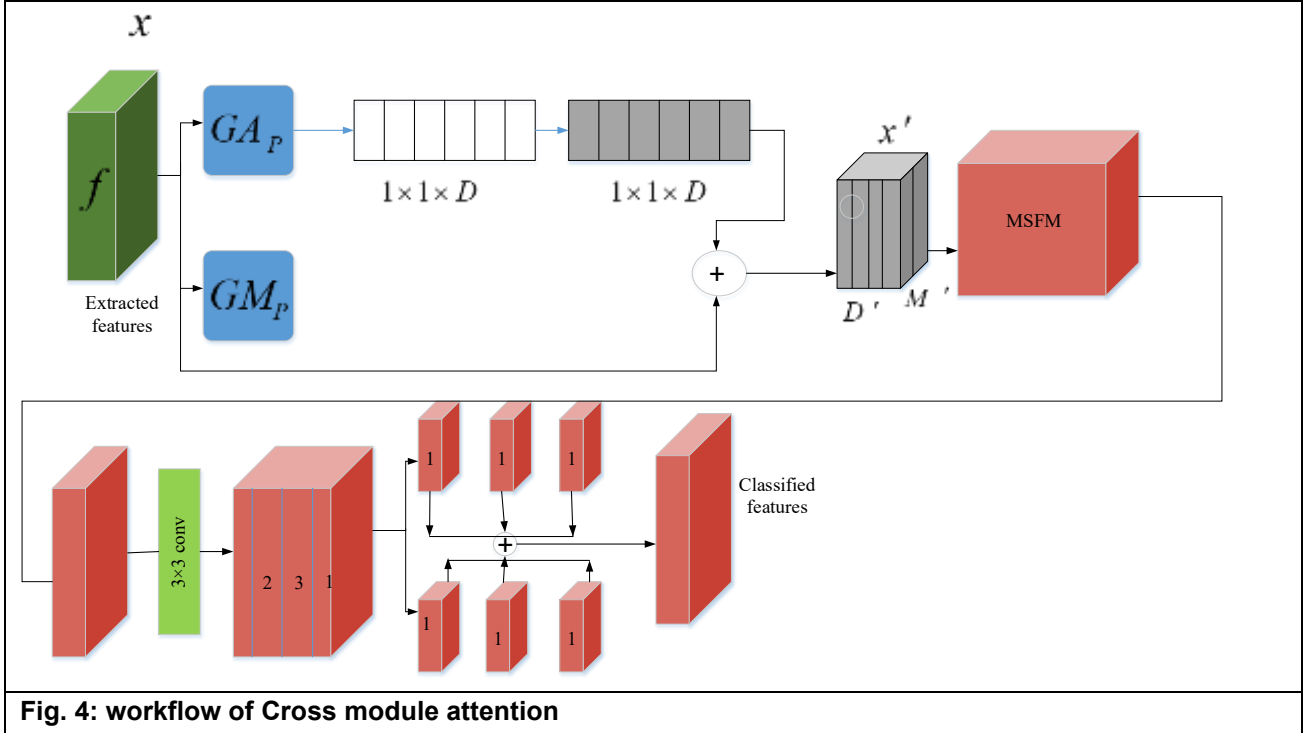 x
f
Extracted
features
GA_P
GM_P
1×1×D
1×1×D
+
x'
D'
M'
MSFM
3×3 conv
2 3 1
1 1 1
+
1 1 1
Classified
features
Fig. 4: workflow of Cross module attention